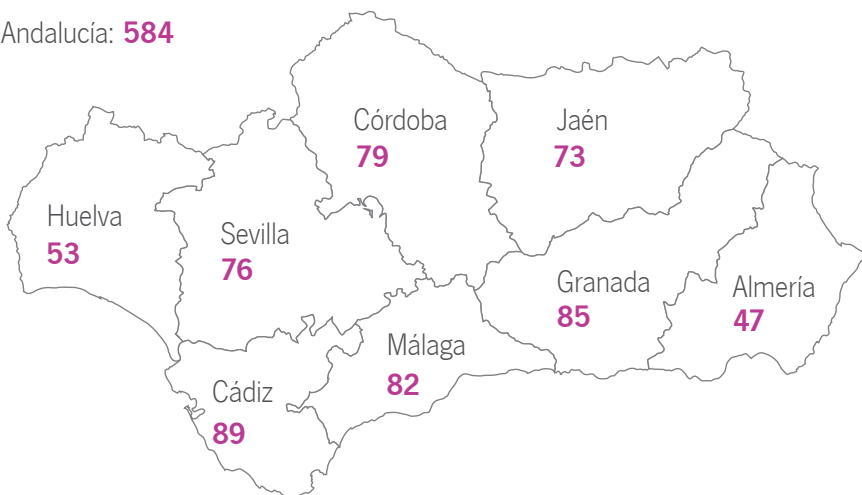 Andalucía: 584
Córdoba
79
Jaén
73
Huelva
53
Sevilla
76
Granada
85
Almería
47
Málaga
82
Cádiz
89